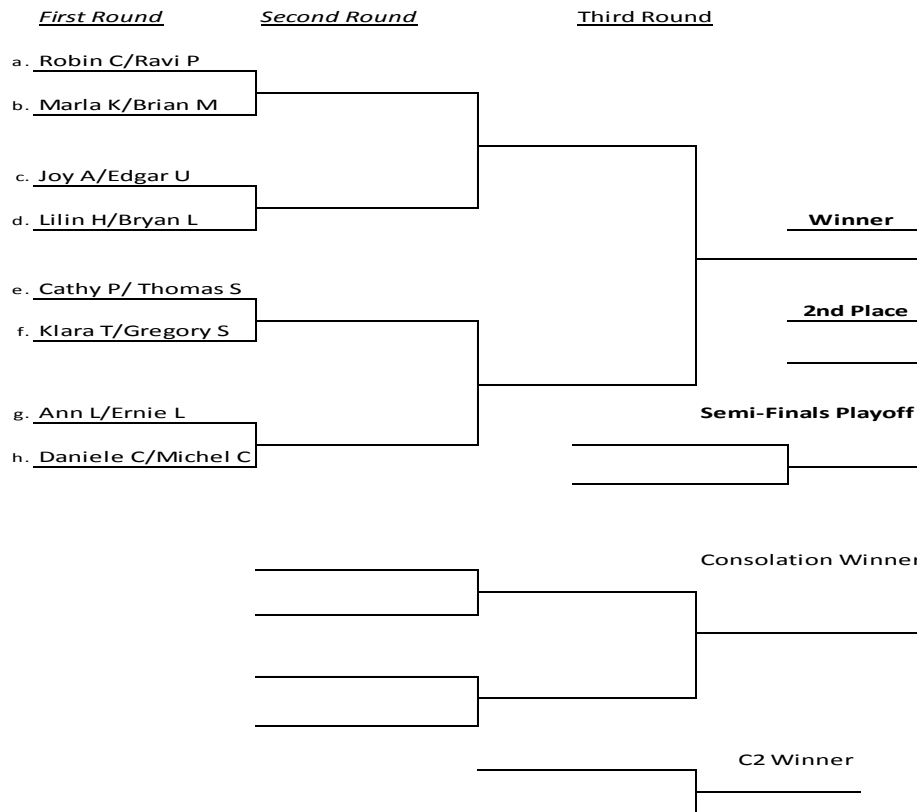 First Round Second Round Third Round
a. Robin C/Ravi P
b. Marla K/Brian M
c. Joy A/Edgar U
d. Lilin H/Bryan L
Winner
e. Cathy P/ Thomas S
2nd Place
f. Klara T/Gregory S
g. Ann L/Ernie L
Semi-Finals Playoff
h. Daniele C/Michel C
Consolation Winner
C2 Winner